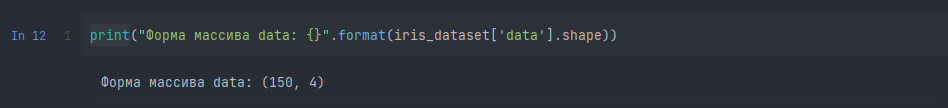 In 12 1 print("Форма массива data: {}".format(iris_dataset['data'].shape))
Форма массива data: (150, 4)